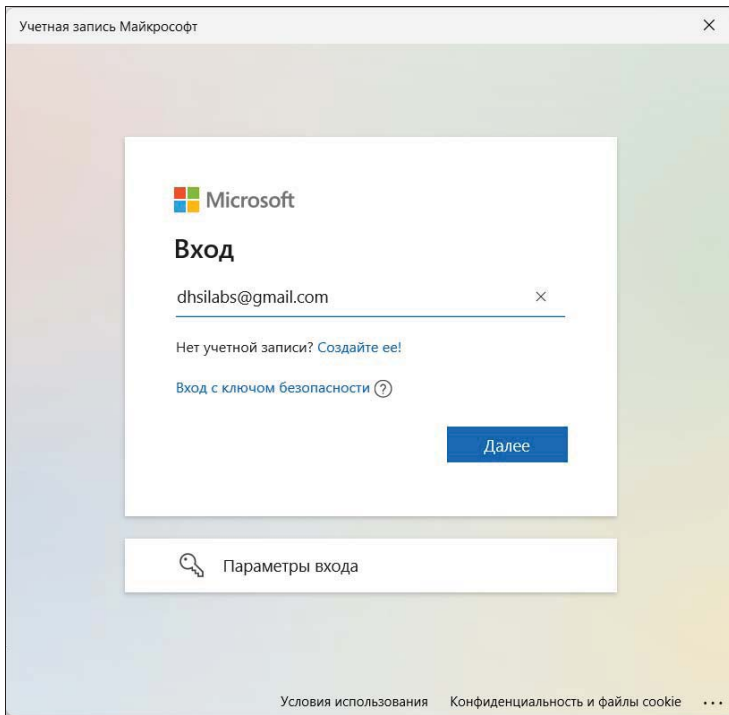 Учетная запись Майкрософт
Microsoft
Вход
dhsilabs@gmail.com
Нет учетной записи? Создайте ее!
Вход с ключом безопасности
Далее
Параметры входа
Условия использования Конфиденциальность и файлы cookie